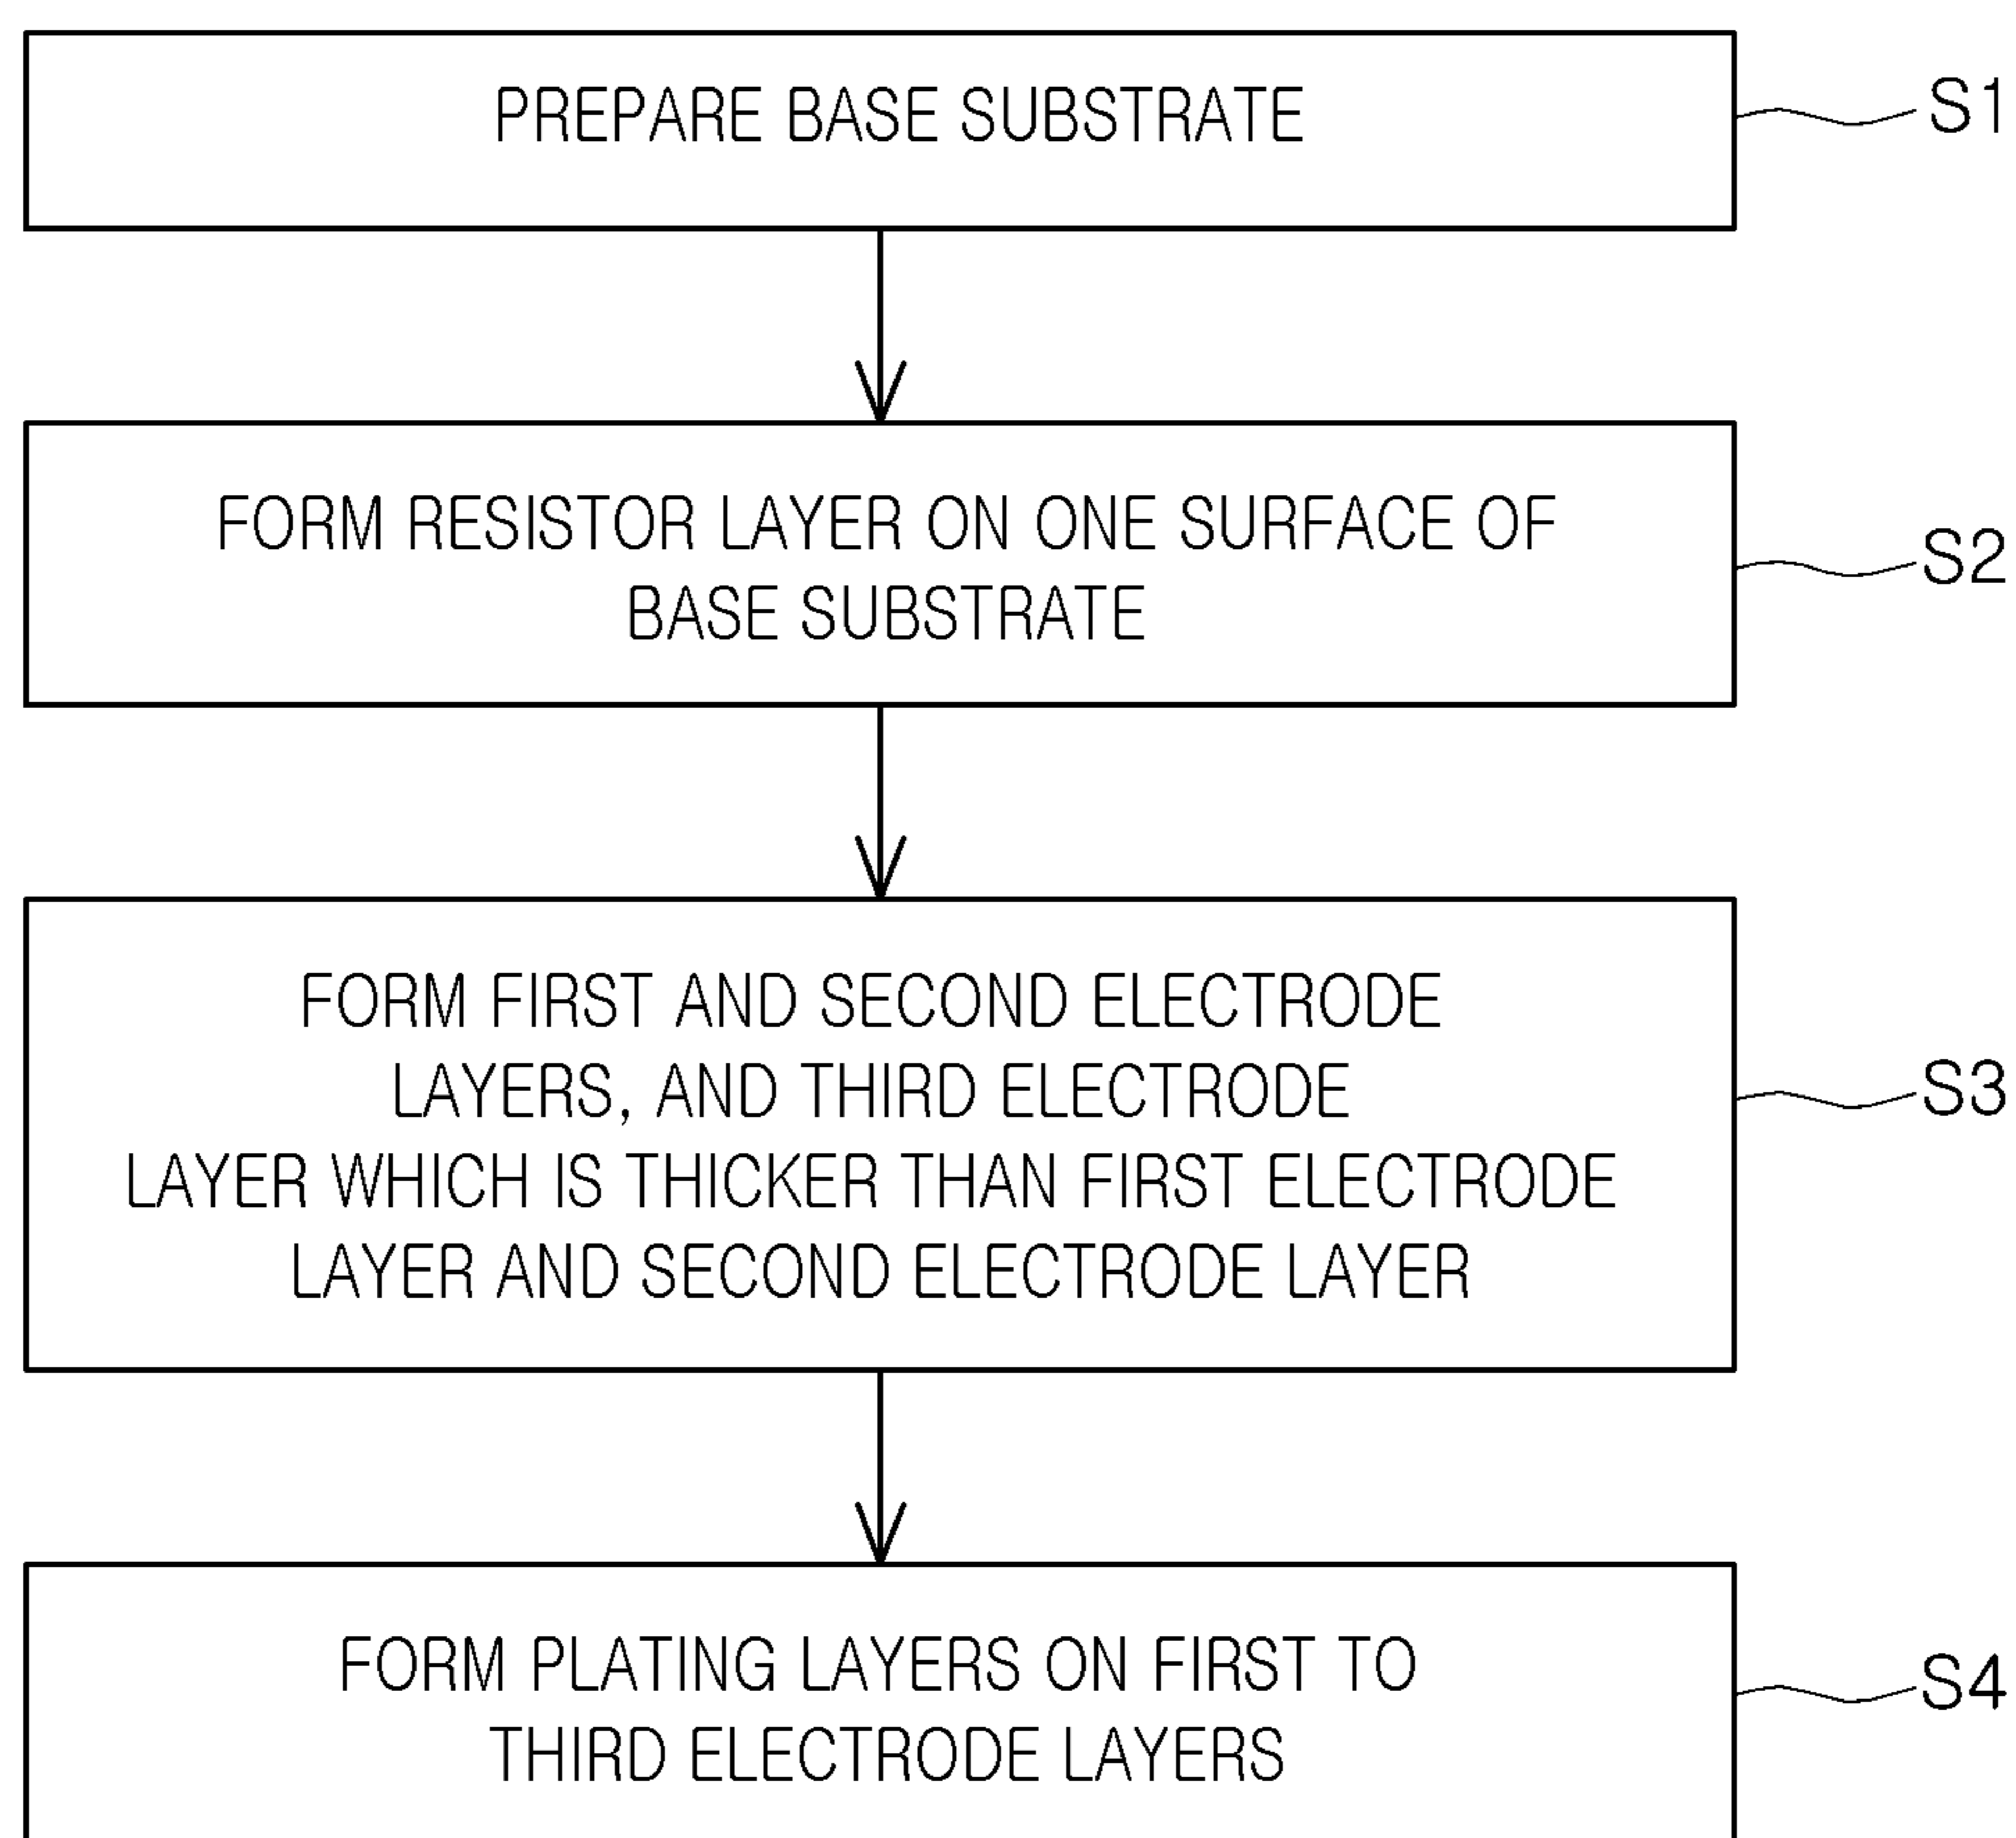 PREPARE BASE SUBSTRATE
S1
FORM RESISTOR LAYER ON ONE SURFACE OF
BASE SUBSTRATE
S2
FORM FIRST AND SECOND ELECTRODE
LAYERS, AND THIRD ELECTRODE
LAYER WHICH IS THICKER THAN FIRST ELECTRODE
LAYER AND SECOND ELECTRODE LAYER
S3
FORM PLATING LAYERS ON FIRST TO
THIRD ELECTRODE LAYERS
S4